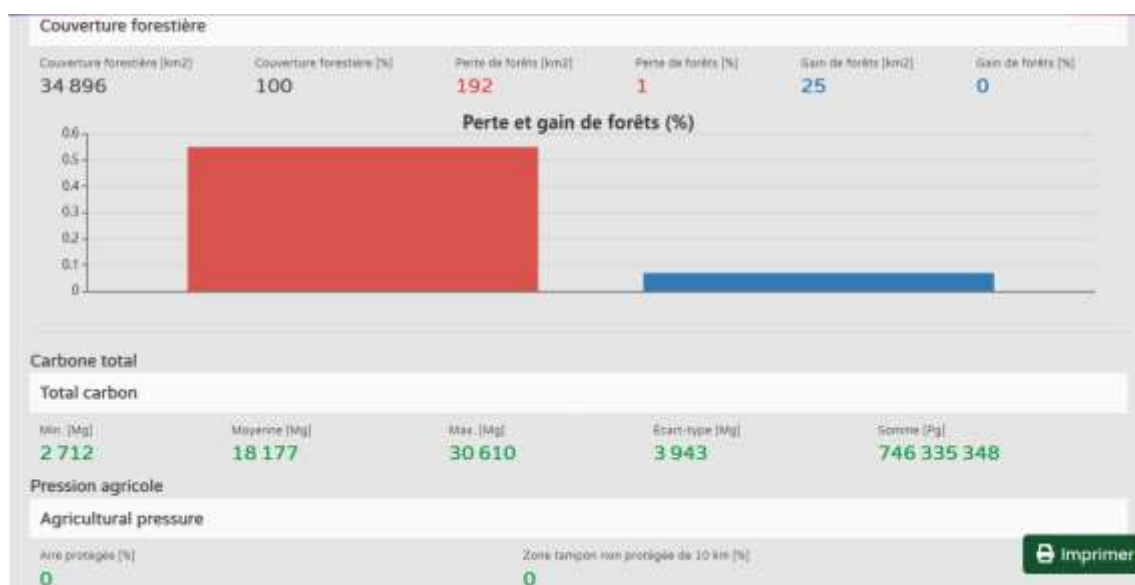 Couverture forestière
Couverture forestière [km2] Couverture forestière [%] Perte de forêts [km2] Perte de forêts [%] Gain de forêts [km2] Gain de forêts [%]
34 896 100 192 1 25 0
Perte et gain de forêts (%)
0.6
0.5
0.4
0.3
0.2
0.1
0
Carbone total
Total carbon
Min. [Mg] Moyenne [Mg] Max. [Mg] Écart-type [Mg] Somme [Pg]
2 712 18 177 30 610 3 943 746 335 348
Pression agricole
Agricultural pressure
Aire protégée [%] Zone tampon non protégée de 10 km [%]
0 0
Imprimer